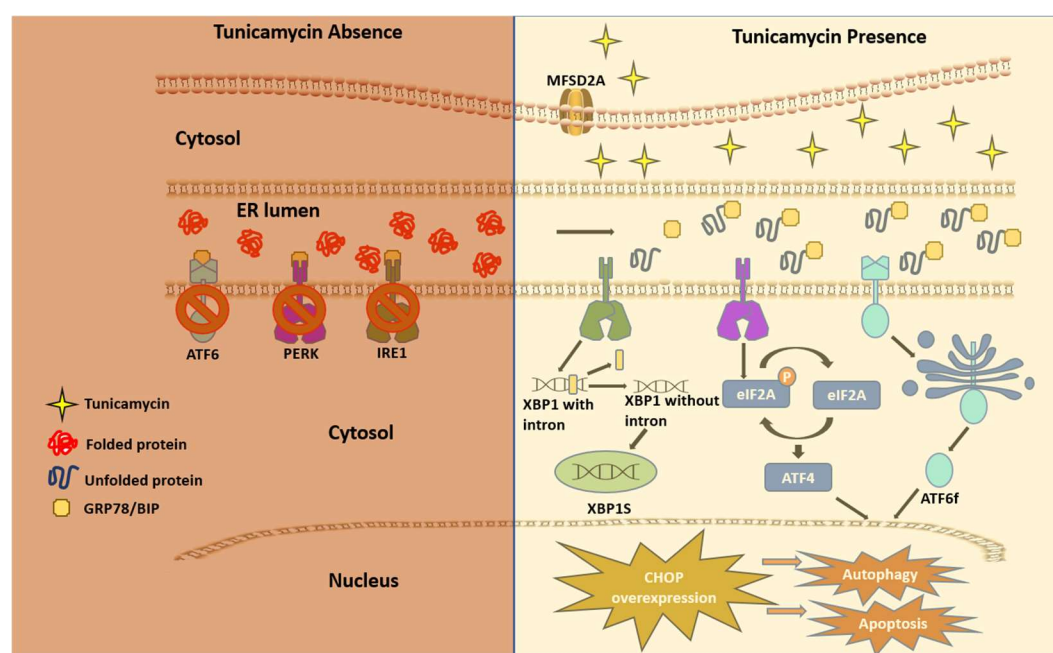 Tunicamycin Absence
Tunicamycin Presence
MFSD2A
Cytosol
ER lumen
ATF6
PERK
IRE1
Tunicamycin
Folded protein
Unfolded protein
GRP78/BIP
Cytosol
XBP1 with
intron
XBP1 without
intron
XBP1S
eIF2A
P
eIF2A
ATF4
ATF6f
Nucleus
CHOP
overexpression
Autophagy
Apoptosis